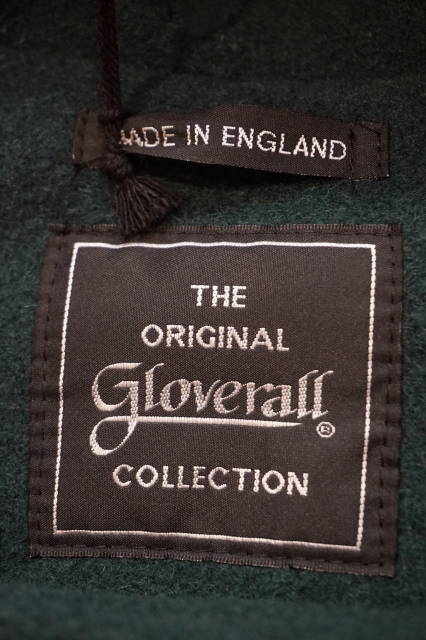 MADE IN ENGLAND
THE
ORIGINAL
Gloverall®
COLLECTION